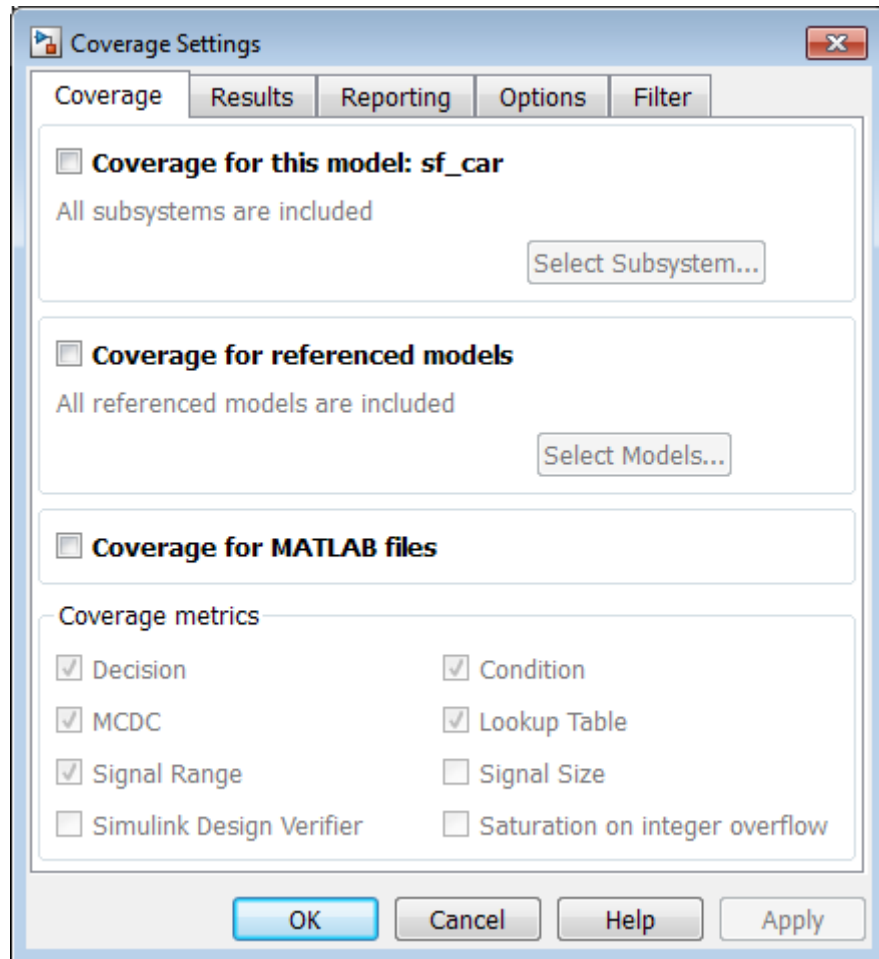 Coverage Settings
Coverage Results Reporting Options Filter
Coverage for this model: sf_car
All subsystems are included
Select Subsystem...
Coverage for referenced models
All referenced models are included
Select Models...
Coverage for MATLAB files
Coverage metrics
Decision Condition
MCDC Lookup Table
Signal Range Signal Size
Simulink Design Verifier Saturation on integer overflow
OK Cancel Help Apply